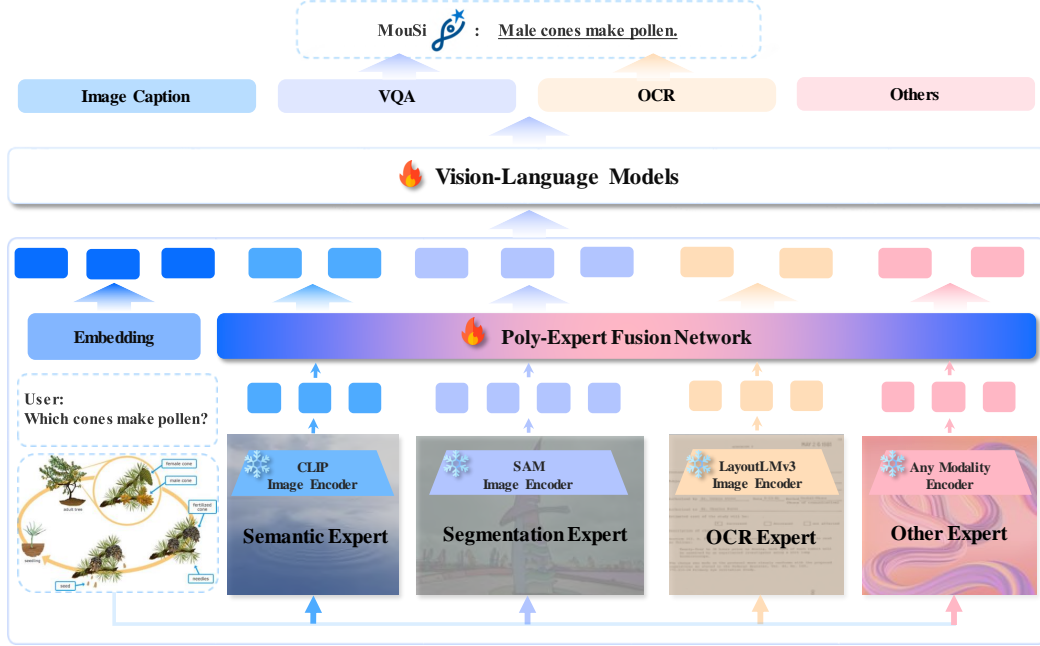 MouSi : Male cones make pollen.
Image Caption
VQA
OCR
Others
Vision-Language Models
Embedding
Poly-Expert Fusion Network
User:
Which cones make pollen?
female cone
male cone
adult tree
fertilized
cone
seedling
needles
seed
CLIP
Image Encoder
Semantic Expert
SAM
Image Encoder
Segmentation Expert
LayoutLMv3
Image Encoder
OCR Expert
Any Modality
Encoder
Other Expert